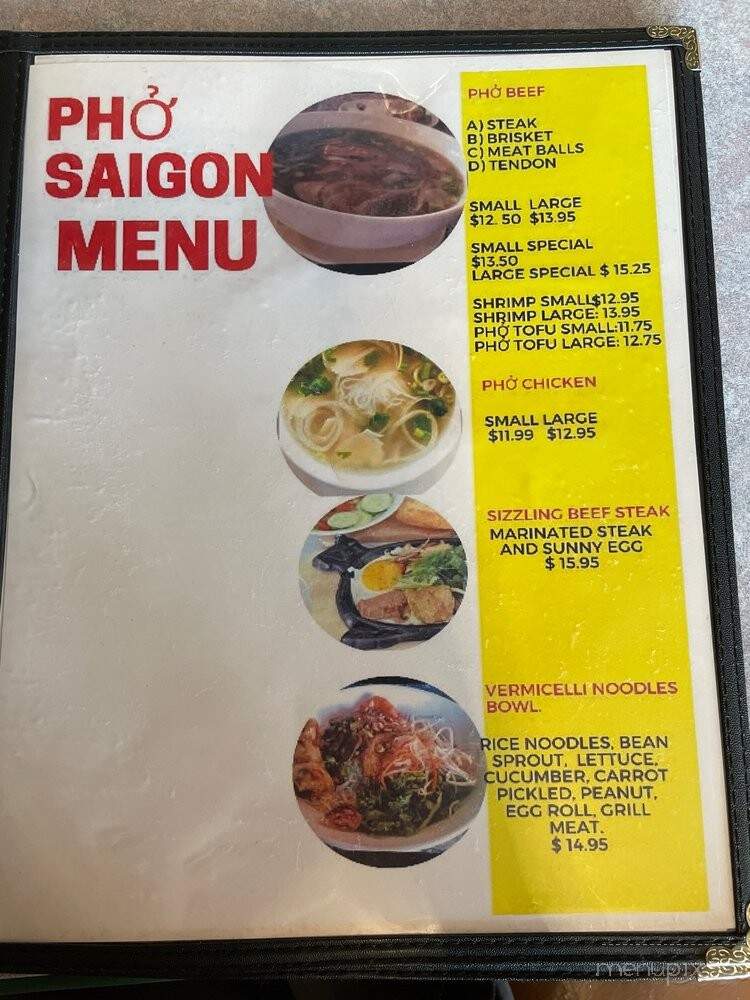 PHỞ
SAIGON
MENU
PHỞ BEEF
A) STEAK
B) BRISKET
C) MEAT BALLS
D) TENDON
SMALL LARGE
$12. 50 $13.95
SMALL SPECIAL
$13.50
LARGE SPECIAL $ 15.25
SHRIMP SMALL$12.95
SHRIMP LARGE: 13.95
PHỞ TOFU SMALL:11.75
PHỞ TOFU LARGE: 12.75
PHỞ CHICKEN
SMALL LARGE
$11.99 $12.95
SIZZLING BEEF STEAK
MARINATED STEAK
AND SUNNY EGG
$ 15.95
VERMICELLI NOODLES
BOWL.
RICE NOODLES, BEAN
SPROUT, LETTUCE,
CUCUMBER, CARROT
PICKLED, PEANUT,
EGG ROLL, GRILL
MEAT.
$ 14.95
menupix